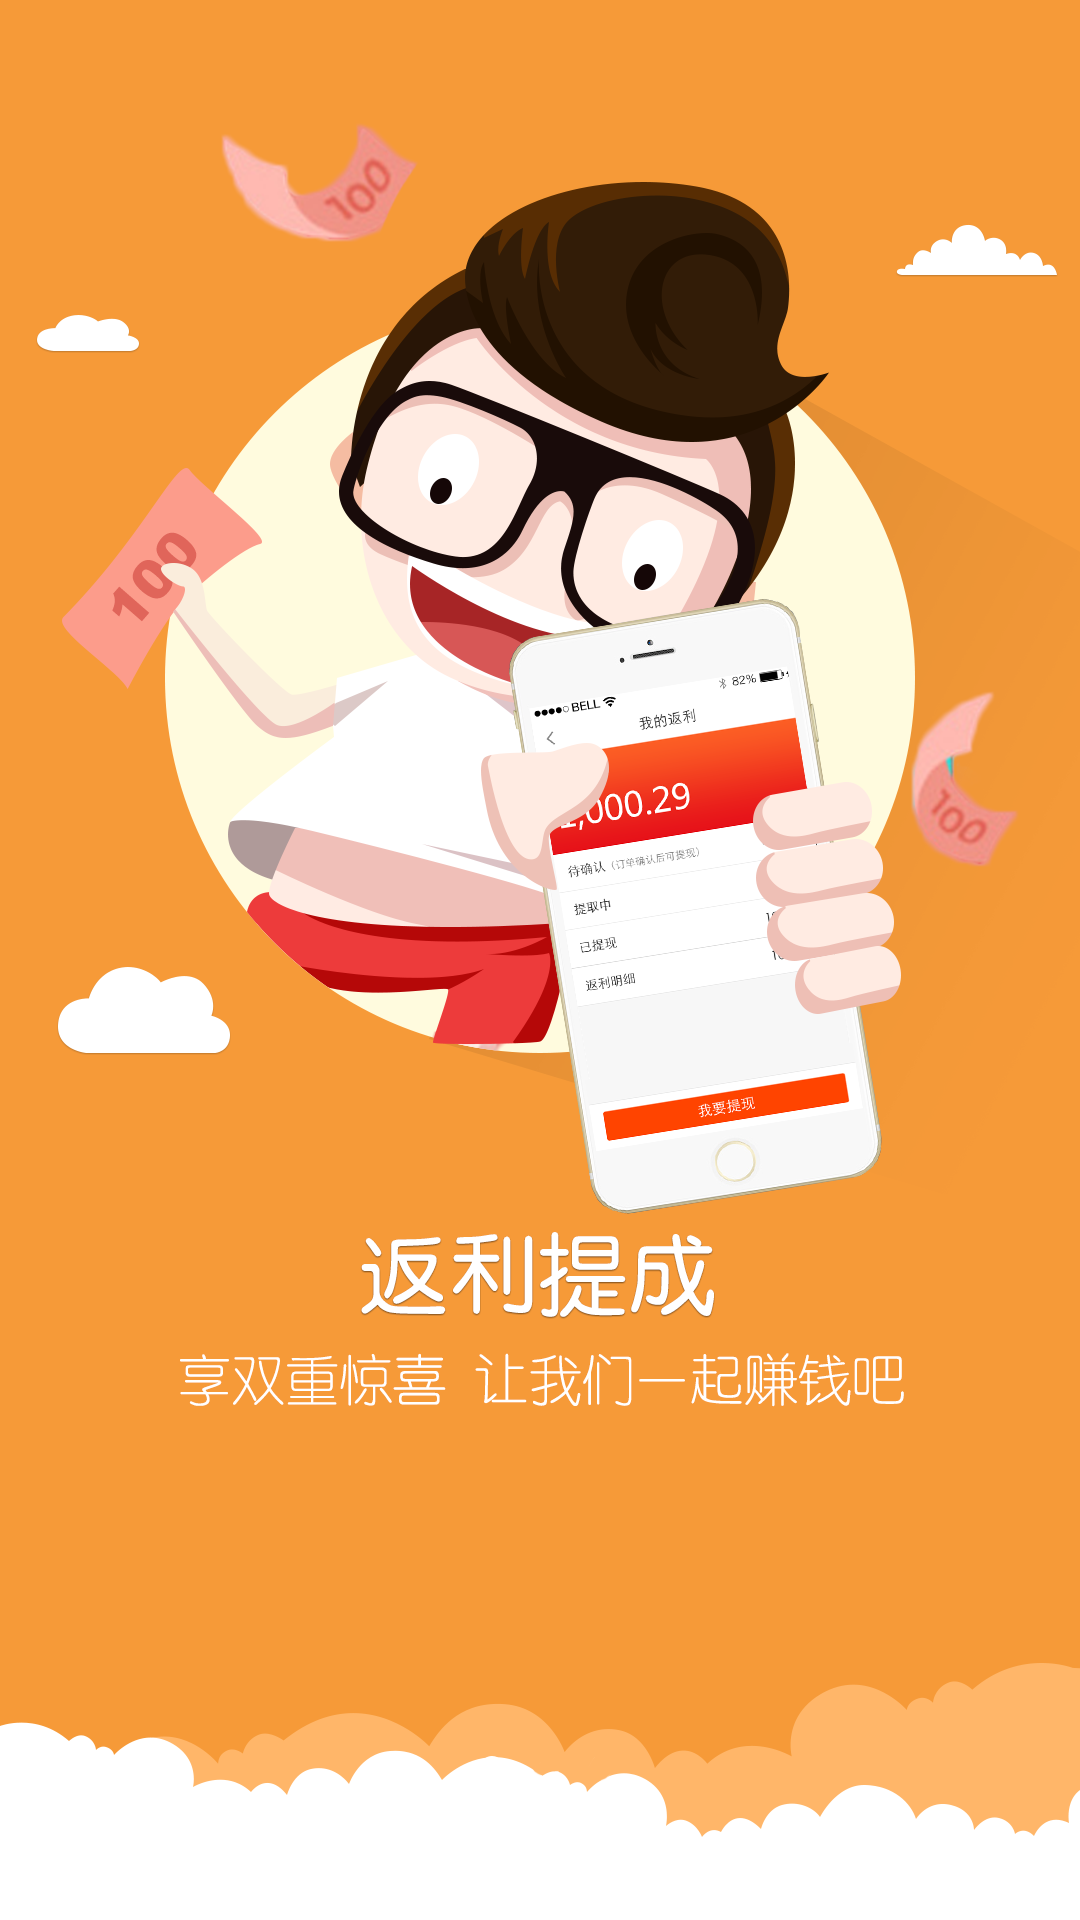 100
100
100
BELL 82%
我的返利
1,000.29
待确认（订单确认后可提现）
提取中
已提现
返利明细
我要提现
返利提成
享双重惊喜 让我们一起赚钱吧